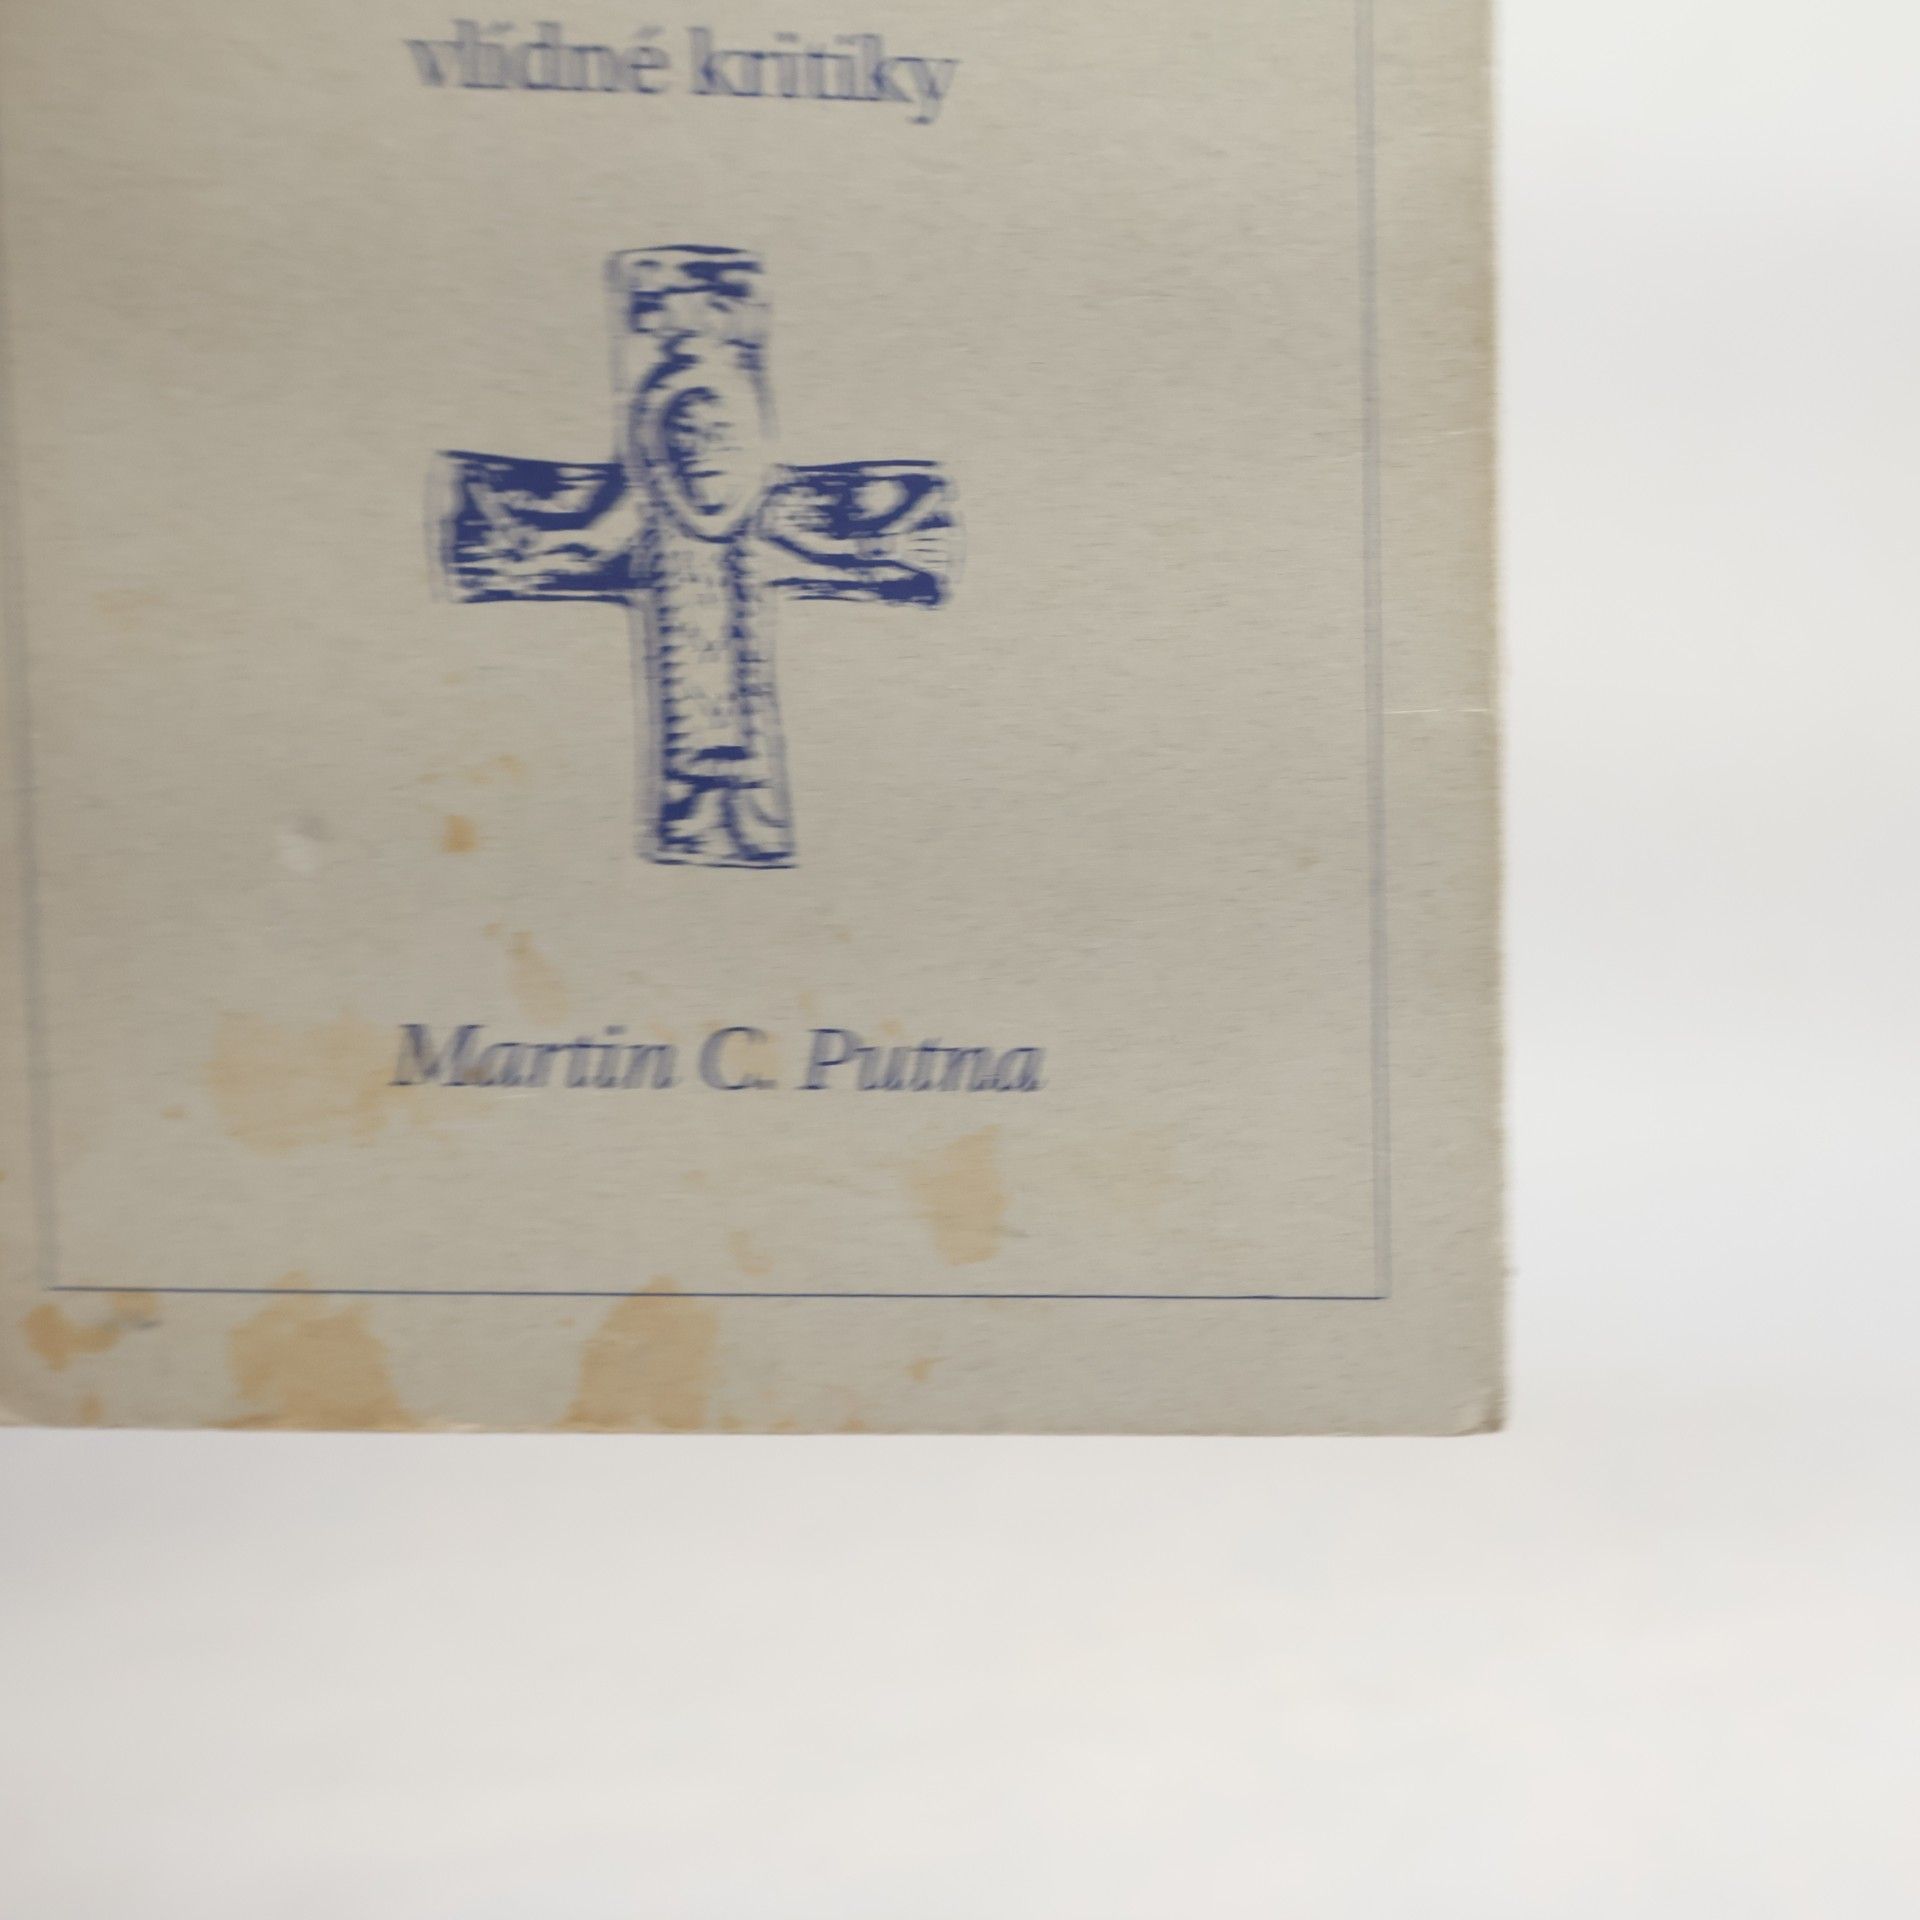 vlídné kritiky
Martin C. Putna